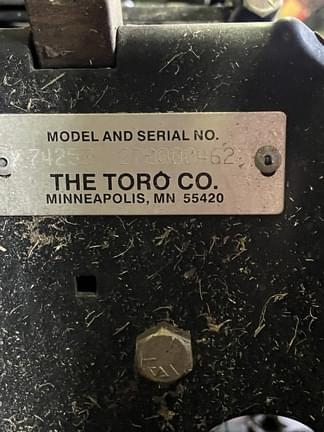 MODEL AND SERIAL NO.
THE TORO CO.
MINNEAPOLIS, MN 55420